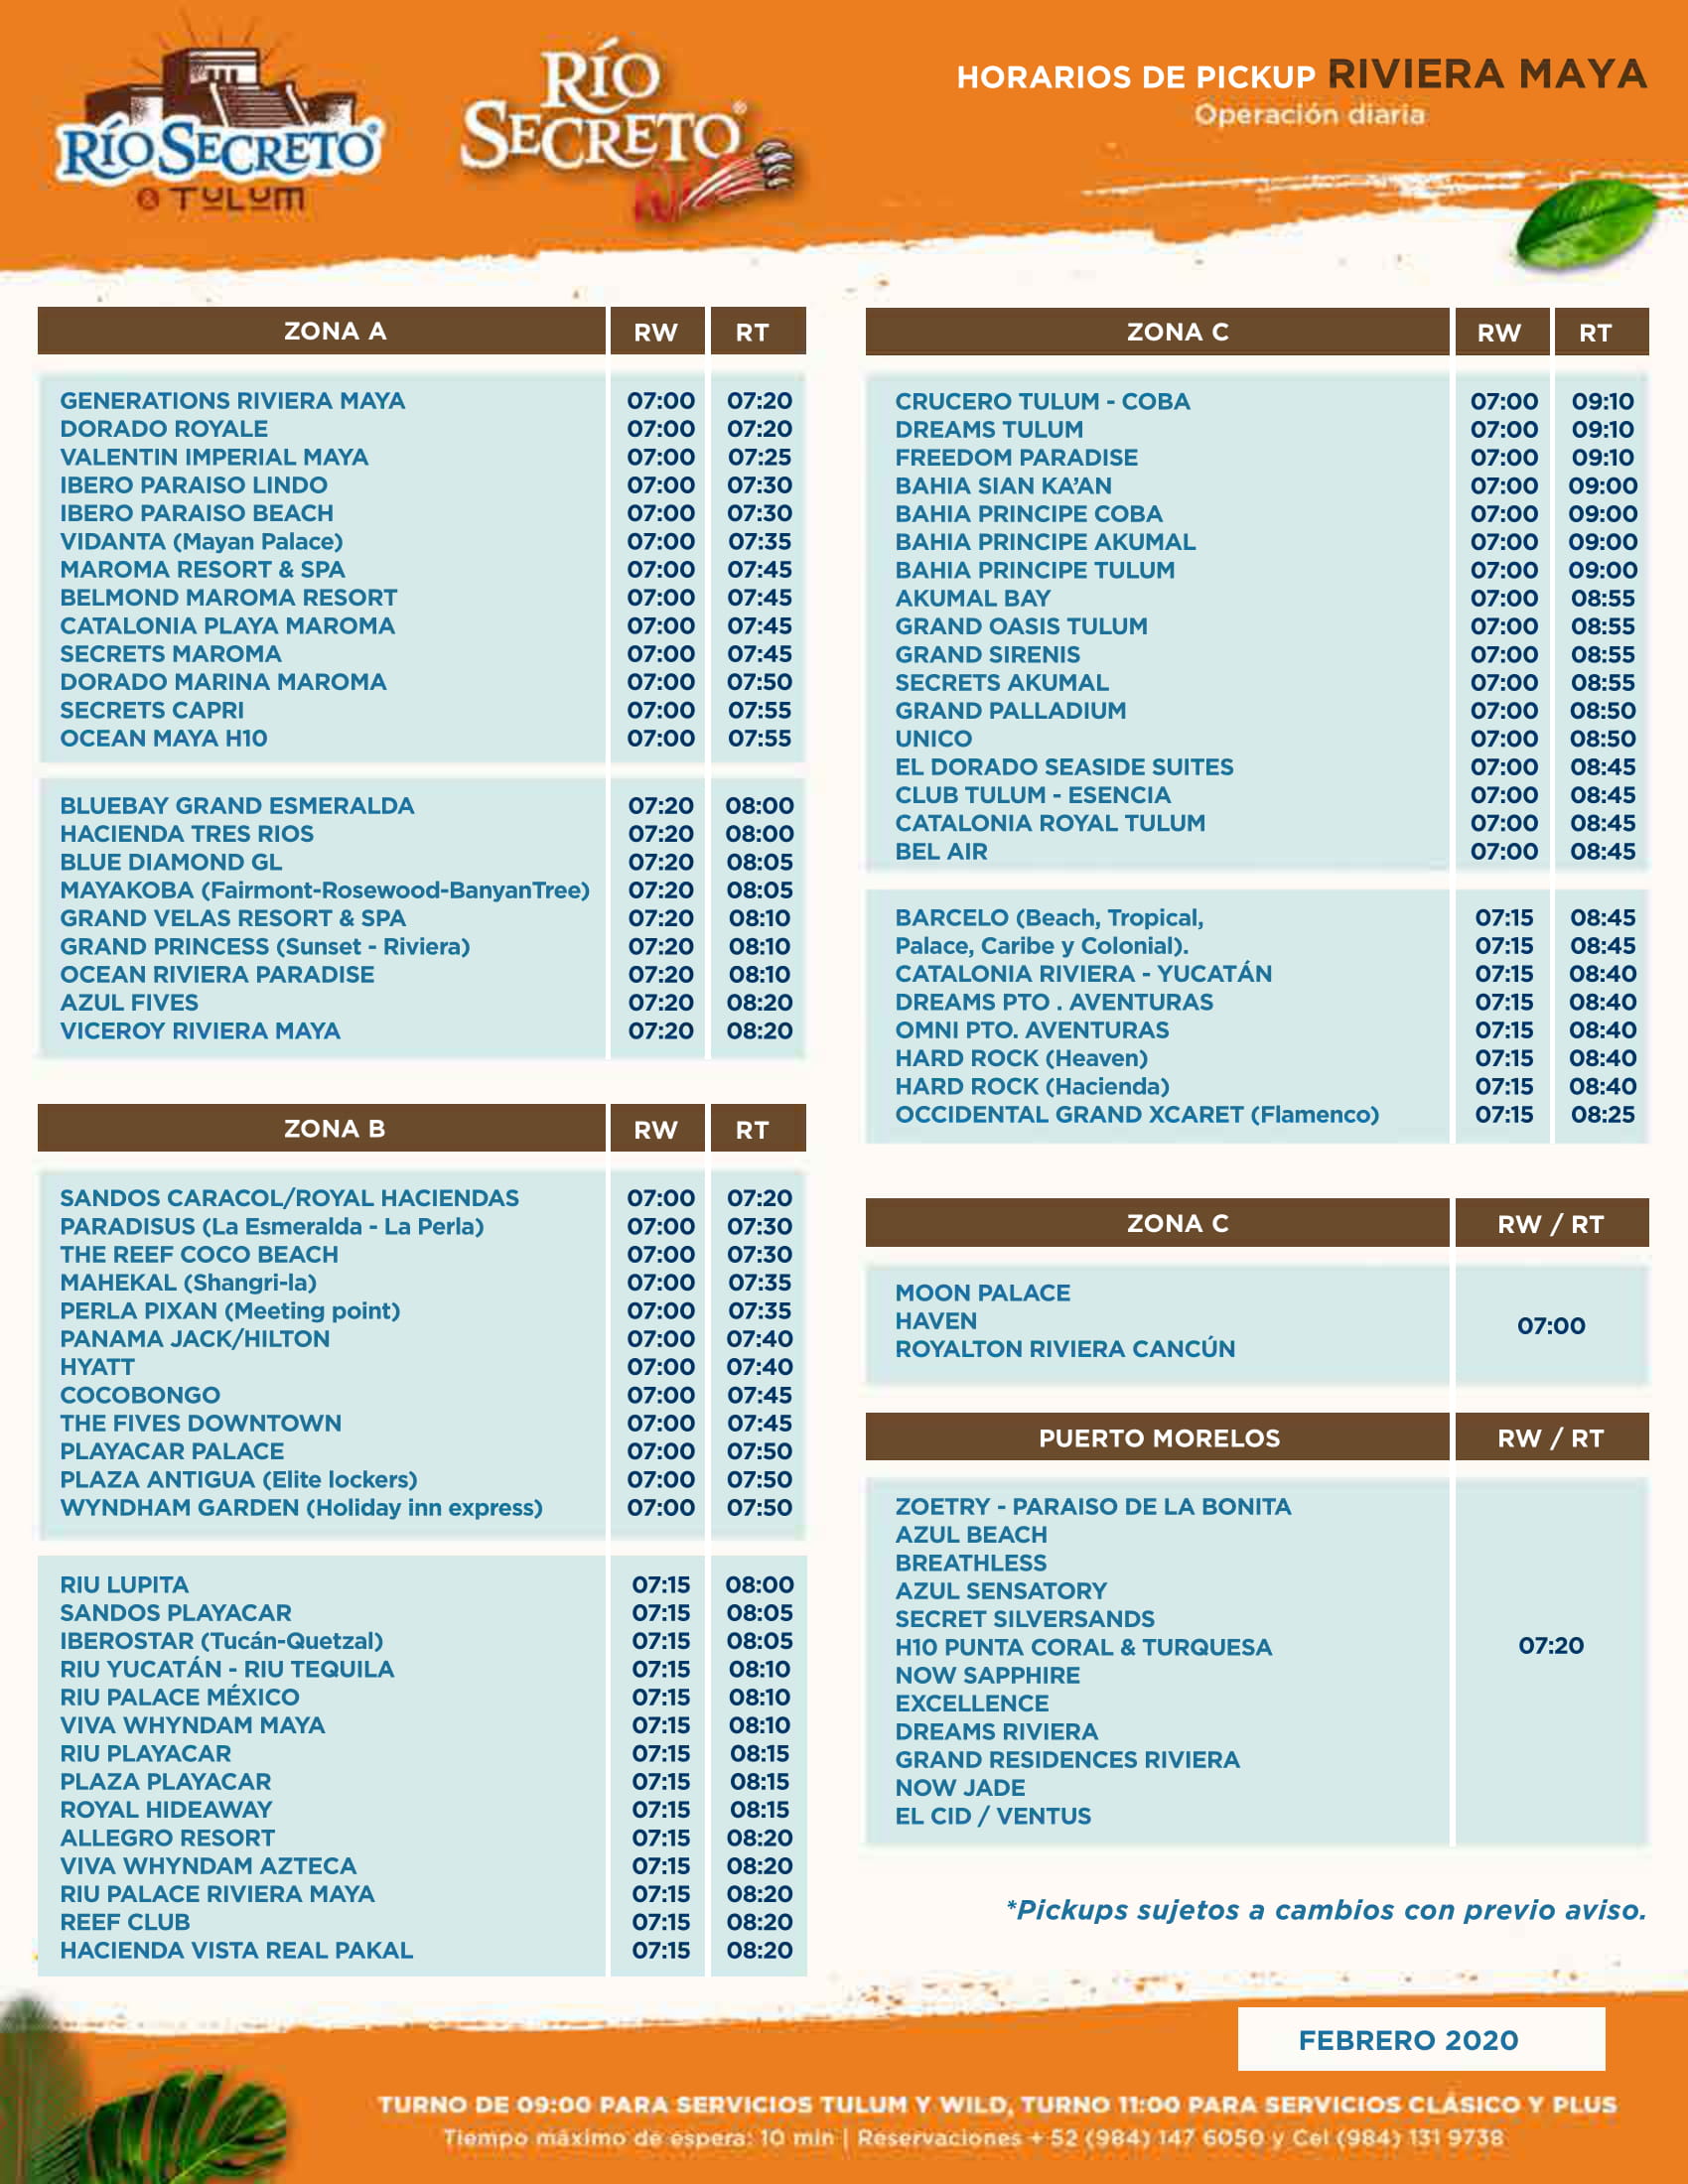 RÍO SECRETO®
& TULUM
RÍO
SECRETO®
Wild
HORARIOS DE PICKUP RIVIERA MAYA
Operación diaria
ZONA A RW RT
GENERATIONS RIVIERA MAYA 07:00 07:20
DORADO ROYALE 07:00 07:20
VALENTIN IMPERIAL MAYA 07:00 07:25
IBERO PARAISO LINDO 07:00 07:30
IBERO PARAISO BEACH 07:00 07:30
VIDANTA (Mayan Palace) 07:00 07:35
MAROMA RESORT & SPA 07:00 07:45
BELMOND MAROMA RESORT 07:00 07:45
CATALONIA PLAYA MAROMA 07:00 07:45
SECRETS MAROMA 07:00 07:45
DORADO MARINA MAROMA 07:00 07:50
SECRETS CAPRI 07:00 07:55
OCEAN MAYA H10 07:00 07:55
BLUEBAY GRAND ESMERALDA 07:20 08:00
HACIENDA TRES RIOS 07:20 08:00
BLUE DIAMOND GL 07:20 08:05
MAYAKOBA (Fairmont-Rosewood-BanyanTree) 07:20 08:05
GRAND VELAS RESORT & SPA 07:20 08:10
GRAND PRINCESS (Sunset - Riviera) 07:20 08:10
OCEAN RIVIERA PARADISE 07:20 08:10
AZUL FIVES 07:20 08:20
VICEROY RIVIERA MAYA 07:20 08:20
ZONA B RW RT
SANDOS CARACOL/ROYAL HACIENDAS 07:00 07:20
PARADISUS (La Esmeralda - La Perla) 07:00 07:30
THE REEF COCO BEACH 07:00 07:30
MAHEKAL (Shangri-la) 07:00 07:35
PERLA PIXAN (Meeting point) 07:00 07:35
PANAMA JACK/HILTON 07:00 07:40
HYATT 07:00 07:40
COCOBONGO 07:00 07:45
THE FIVES DOWNTOWN 07:00 07:45
PLAYACAR PALACE 07:00 07:50
PLAZA ANTIGUA (Elite lockers) 07:00 07:50
WYNDHAM GARDEN (Holiday inn express) 07:00 07:50
RIU LUPITA 07:15 08:00
SANDOS PLAYACAR 07:15 08:05
IBEROSTAR (Tucán-Quetzal) 07:15 08:05
RIU YUCATÁN - RIU TEQUILA 07:15 08:10
RIU PALACE MÉXICO 07:15 08:10
VIVA WHYNDAM MAYA 07:15 08:10
RIU PLAYACAR 07:15 08:15
PLAZA PLAYACAR 07:15 08:15
ROYAL HIDEAWAY 07:15 08:15
ALLEGRO RESORT 07:15 08:20
VIVA WHYNDAM AZTECA 07:15 08:20
RIU PALACE RIVIERA MAYA 07:15 08:20
REEF CLUB 07:15 08:20
HACIENDA VISTA REAL PAKAL 07:15 08:20
ZONA C RW RT
CRUCERO TULUM - COBA 07:00 09:10
DREAMS TULUM 07:00 09:10
FREEDOM PARADISE 07:00 09:10
BAHIA SIAN KA’AN 07:00 09:00
BAHIA PRINCIPE COBA 07:00 09:00
BAHIA PRINCIPE AKUMAL 07:00 09:00
BAHIA PRINCIPE TULUM 07:00 09:00
AKUMAL BAY 07:00 08:55
GRAND OASIS TULUM 07:00 08:55
GRAND SIRENIS 07:00 08:55
SECRETS AKUMAL 07:00 08:55
GRAND PALLADIUM 07:00 08:50
UNICO 07:00 08:50
EL DORADO SEASIDE SUITES 07:00 08:45
CLUB TULUM - ESENCIA 07:00 08:45
CATALONIA ROYAL TULUM 07:00 08:45
BEL AIR 07:00 08:45
BARCELO (Beach, Tropical, 07:15 08:45
Palace, Caribe y Colonial). 07:15 08:45
CATALONIA RIVIERA - YUCATÁN 07:15 08:40
DREAMS PTO . AVENTURAS 07:15 08:40
OMNI PTO. AVENTURAS 07:15 08:40
HARD ROCK (Heaven) 07:15 08:40
HARD ROCK (Hacienda) 07:15 08:40
OCCIDENTAL GRAND XCARET (Flamenco) 07:15 08:25
ZONA C RW / RT
MOON PALACE
HAVEN 07:00
ROYALTON RIVIERA CANCÚN
PUERTO MORELOS RW / RT
ZOETRY - PARAISO DE LA BONITA
AZUL BEACH
BREATHLESS
AZUL SENSATORY
SECRET SILVERSANDS
H10 PUNTA CORAL & TURQUESA 07:20
NOW SAPPHIRE
EXCELLENCE
DREAMS RIVIERA
GRAND RESIDENCES RIVIERA
NOW JADE
EL CID / VENTUS
*Pickups sujetos a cambios con previo aviso.
FEBRERO 2020
TURNO DE 09:00 PARA SERVICIOS TULUM Y WILD, TURNO 11:00 PARA SERVICIOS CLÁSICO Y PLUS
Tiempo máximo de espera: 10 min | Reservaciones + 52 (984) 147 6050 y Cel (984) 131 9738